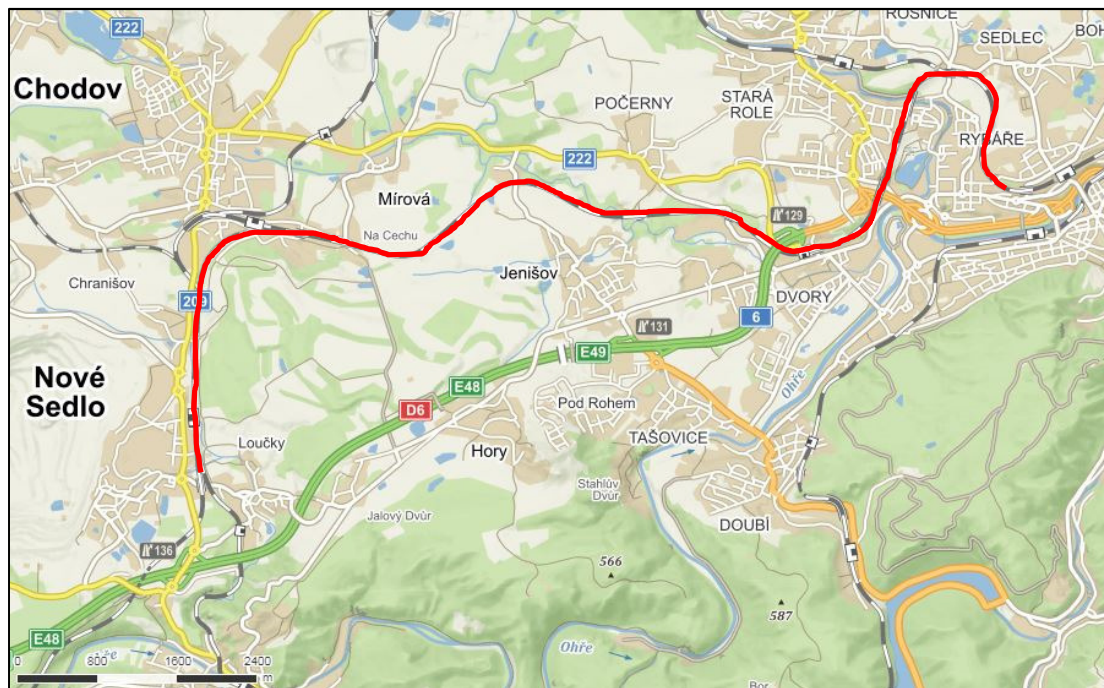 222
ROSNICE
SEDLEC
BOH
Chodov
POČERNY
STARÁ
ROLE
RYBÁŘE
222
Mírová
129
Na Cechu
Jenišov
Chranišov
209
DVORY
6
131
E49
Nové
Sedlo
E48
Ohře
D6
Pod Rohem
TAŠOVICE
Loučky
Hory
Stahlův
Dvůr
Jalový Dvůr
DOUBÍ
136
566
587
E48
Ohře
0 800 1600 2400
m
Bor